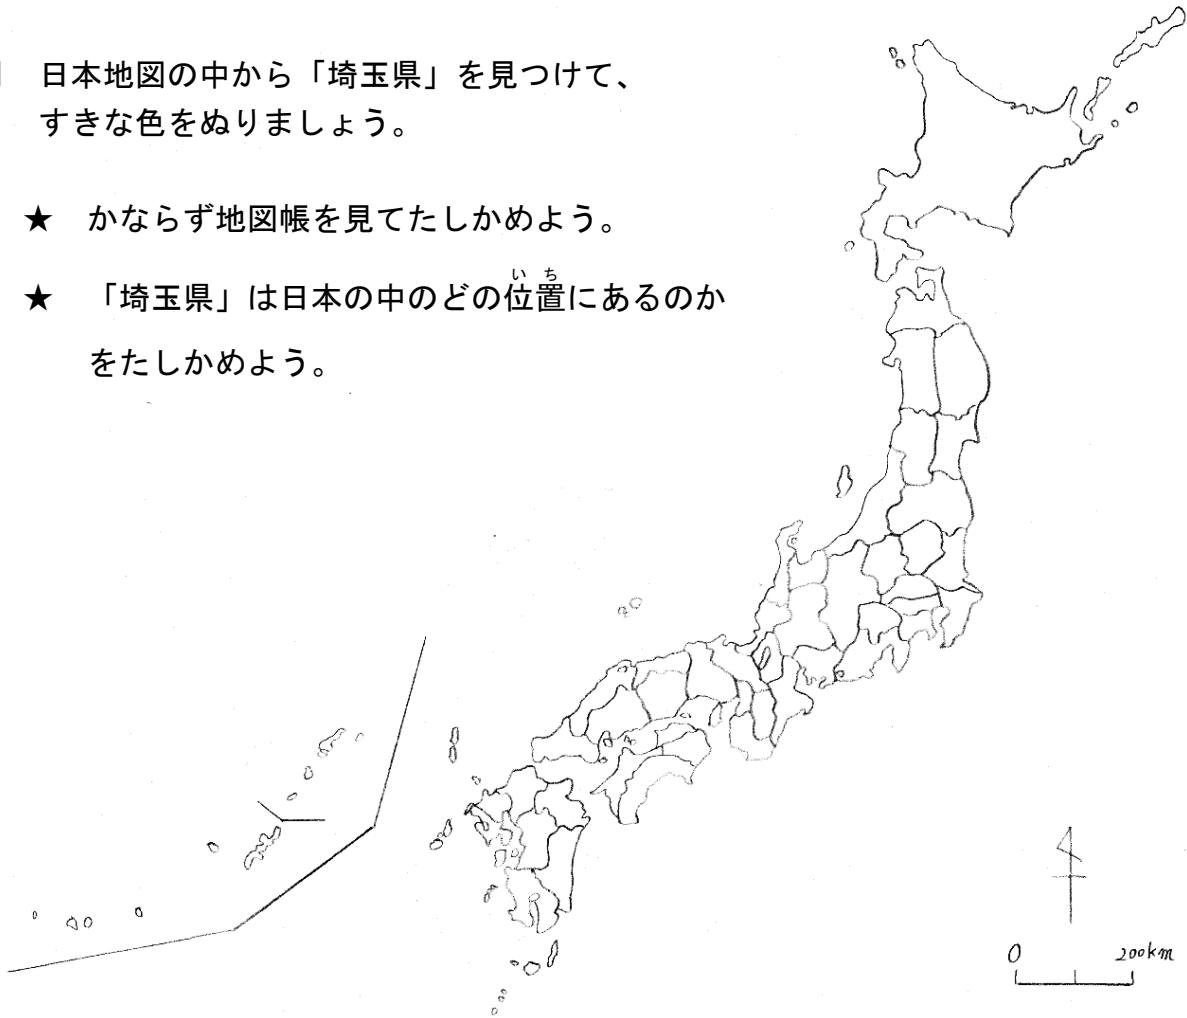 日本地図の中から「埼玉県」を見つけて、
すきな色をぬりましょう。
★ かならず地図帳を見てたしかめよう。
いち
★ 「埼玉県」は日本の中のどの位置にあるのか
をたしかめよう。
0 200km